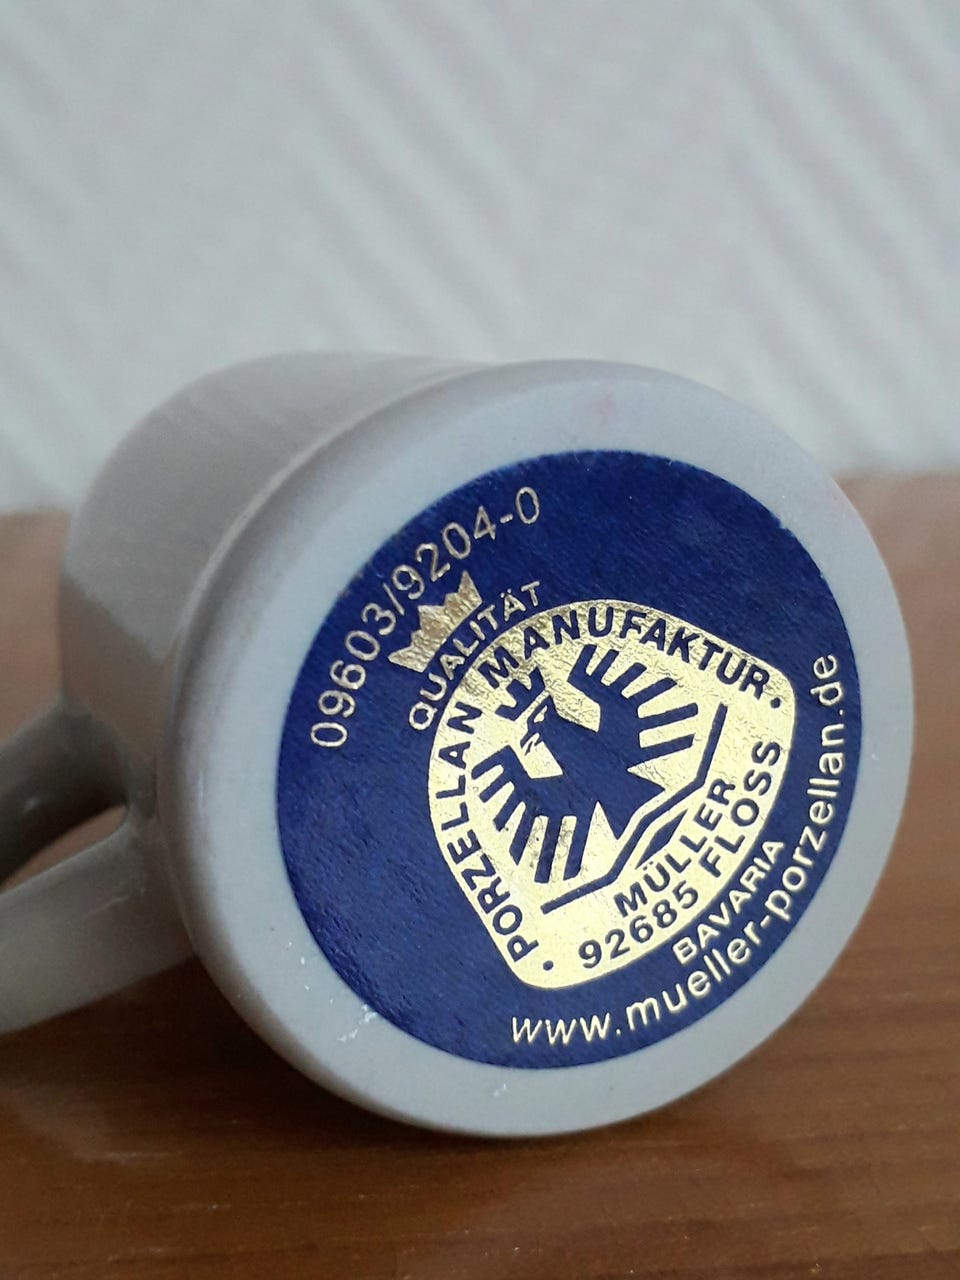 09603/9204-0
QUALITÄT
• PORZELLAN MANUFAKTUR •
MÜLLER
92685 FLOSS
BAVARIA
www.mueller-porzellan.de